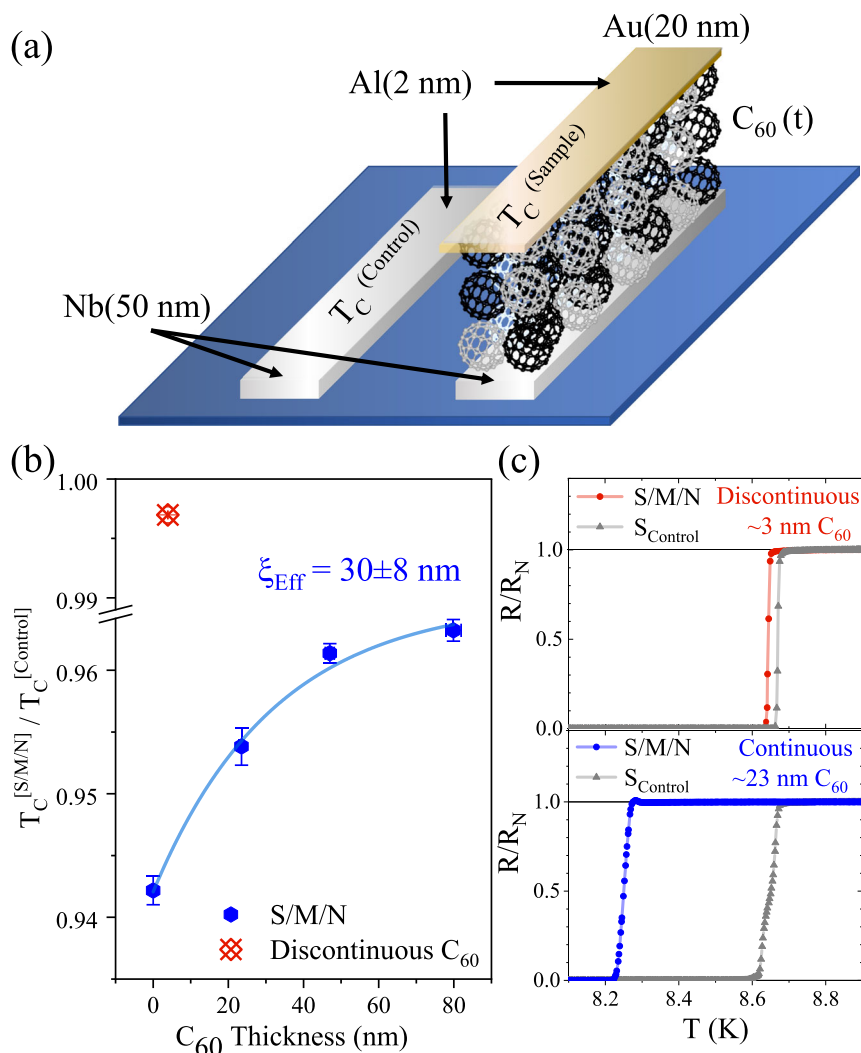 (a)
Au(20 nm)
Al(2 nm)
C60 (t)
TC (Sample)
TC (Control)
Nb(50 nm)
(b)
1.00
0.99
0.96
0.95
0.94
TC[S/M/N] / TC[Control]
ξEff = 30±8 nm
S/M/N
Discontinuous C60
0 20 40 60 80
C60 Thickness (nm)
(c)
S/M/N Discontinuous
SControl ~3 nm C60
1.0
0.5
0.0
R/RN
S/M/N Continuous
SControl ~23 nm C60
1.0
0.5
0.0
R/RN
8.2 8.4 8.6 8.8
T (K)